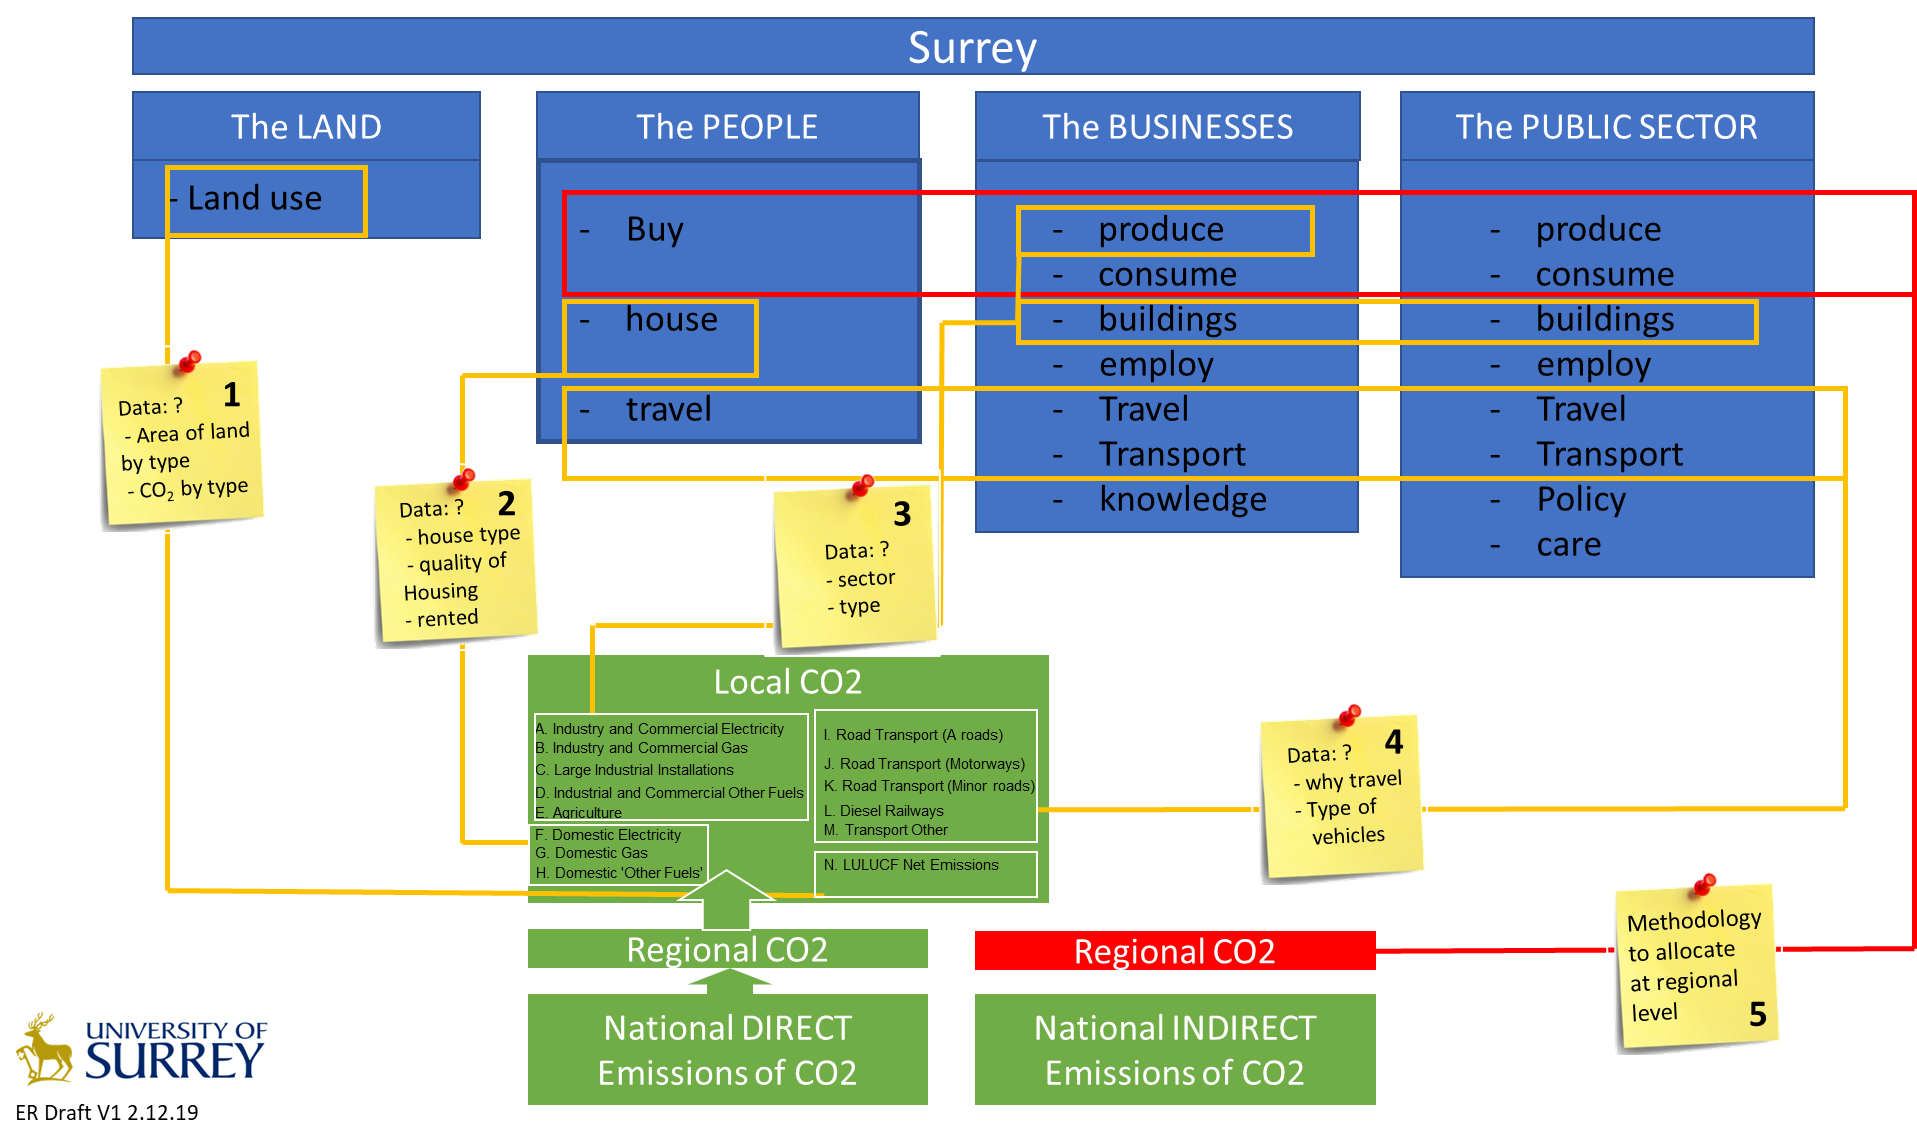 Surrey
The LAND
- Land use
The PEOPLE
- Buy
- house
- travel
The BUSINESSES
- produce
- consume
- buildings
- employ
- Travel
- Transport
- knowledge
The PUBLIC SECTOR
- produce
- consume
- buildings
- employ
- Travel
- Transport
- Policy
- care
Data: ? 1
- Area of land
by type
- CO2 by type
Data: ? 2
- house type
- quality of
Housing
- rented
3
Data: ?
- sector
- type
Local CO2
A. Industry and Commercial Electricity
B. Industry and Commercial Gas
C. Large Industrial Installations
D. Industrial and Commercial Other Fuels
E. Agriculture
F. Domestic Electricity
G. Domestic Gas
H. Domestic 'Other Fuels'
I. Road Transport (A roads)
J. Road Transport (Motorways)
K. Road Transport (Minor roads)
L. Diesel Railways
M. Transport Other
N. LULUCF Net Emissions
Data: ? 4
- why travel
- Type of
vehicles
Methodology
to allocate
at regional
level 5
Regional CO2
Regional CO2
National DIRECT
Emissions of CO2
National INDIRECT
Emissions of CO2
UNIVERSITY OF
SURREY
ER Draft V1 2.12.19